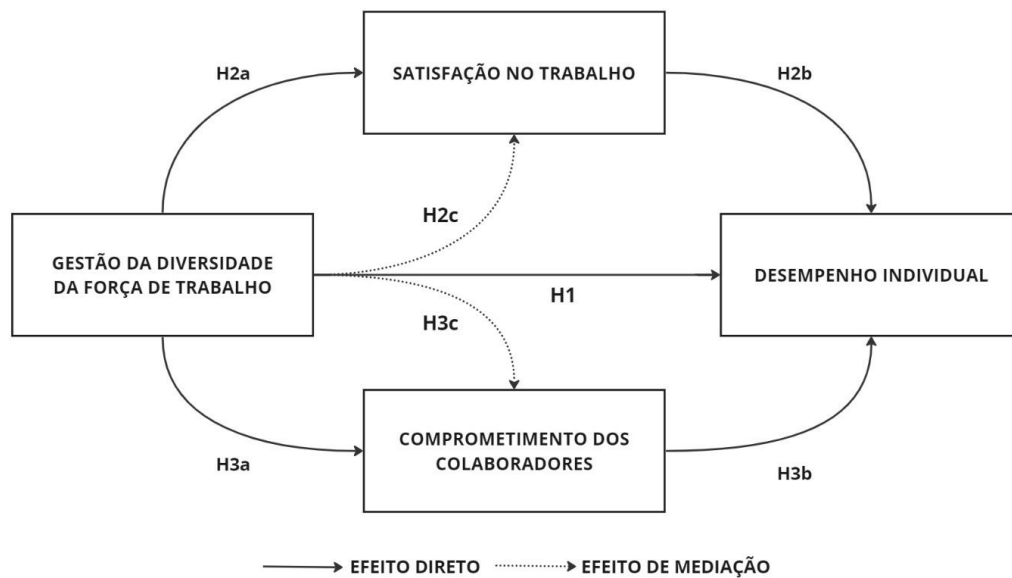 H2a
SATISFAÇÃO NO TRABALHO
H2b
H2c
GESTÃO DA DIVERSIDADE
DA FORÇA DE TRABALHO
H1
DESEMPENHO INDIVIDUAL
H3c
H3a
COMPROMETIMENTO DOS
COLABORADORES
H3b
EFEITO DIRETO
EFEITO DE MEDIAÇÃO